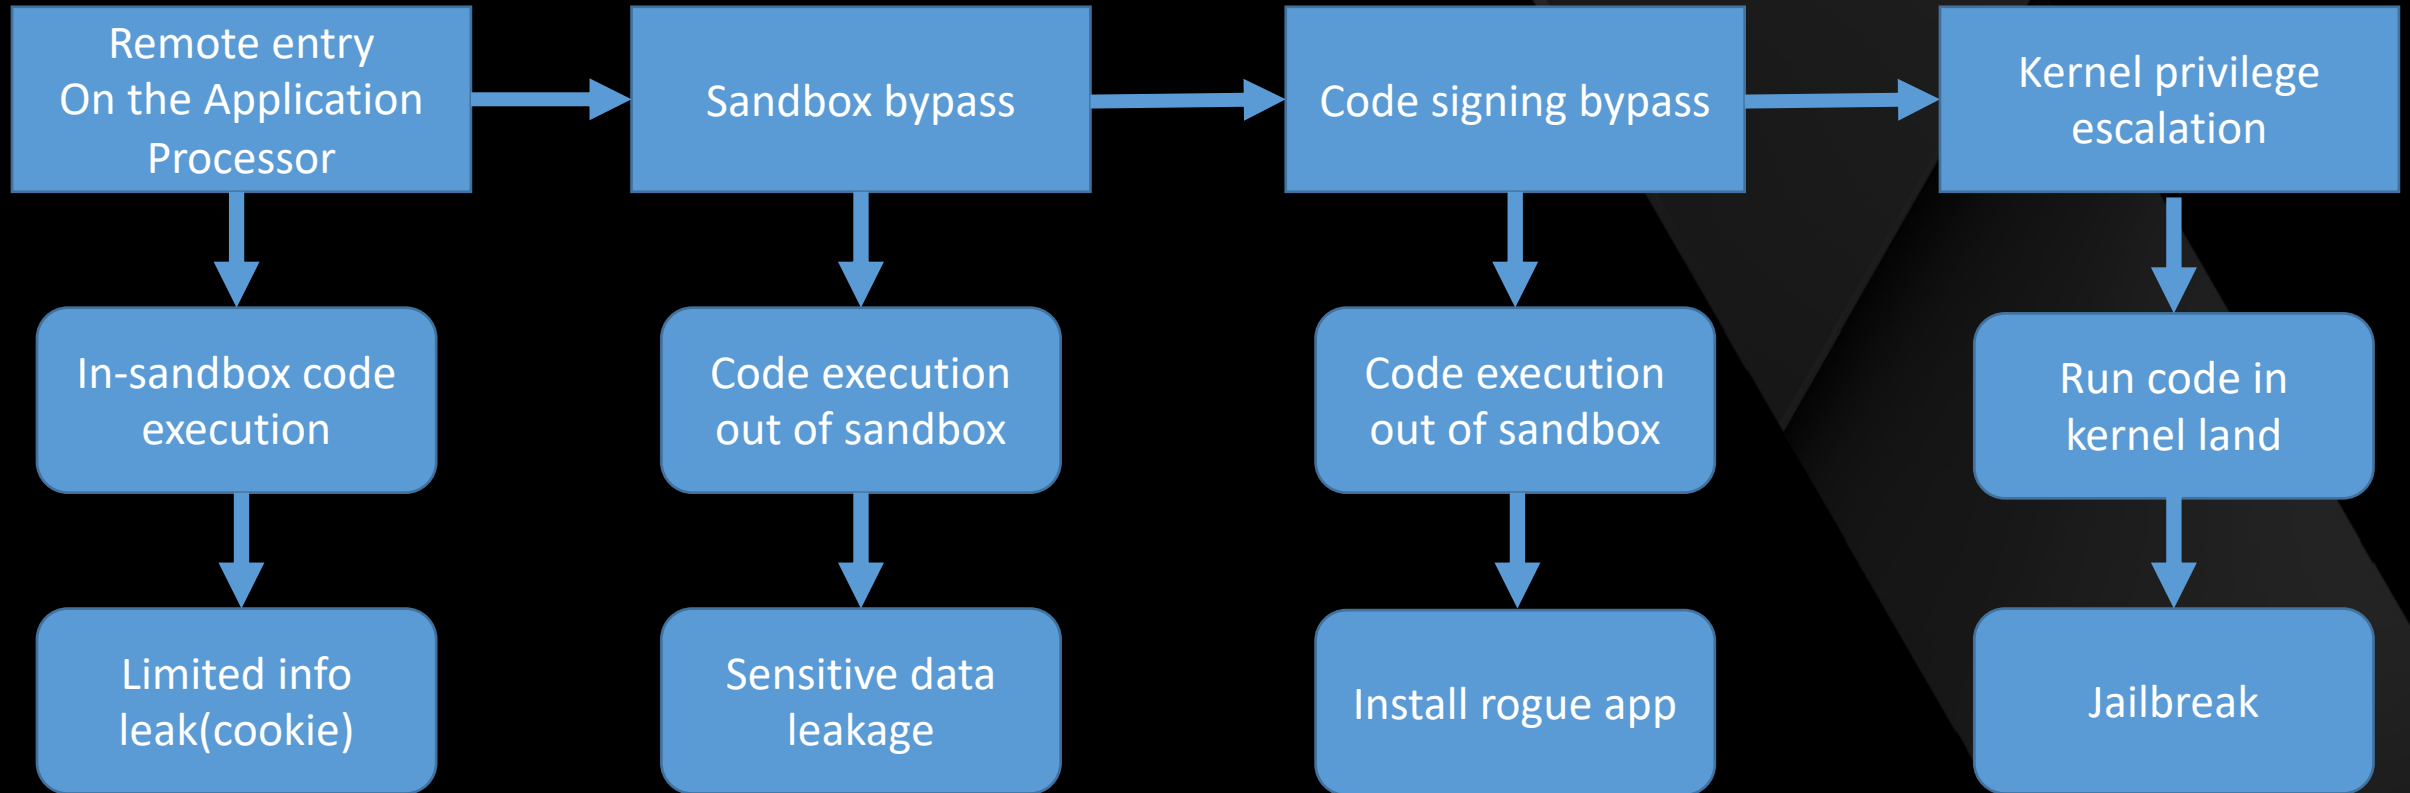 Remote entry
On the Application
Processor
Sandbox bypass
Code signing bypass
Kernel privilege
escalation
In-sandbox code
execution
Code execution
out of sandbox
Code execution
out of sandbox
Run code in
kernel land
Limited info
leak(cookie)
Sensitive data
leakage
Install rogue app
Jailbreak